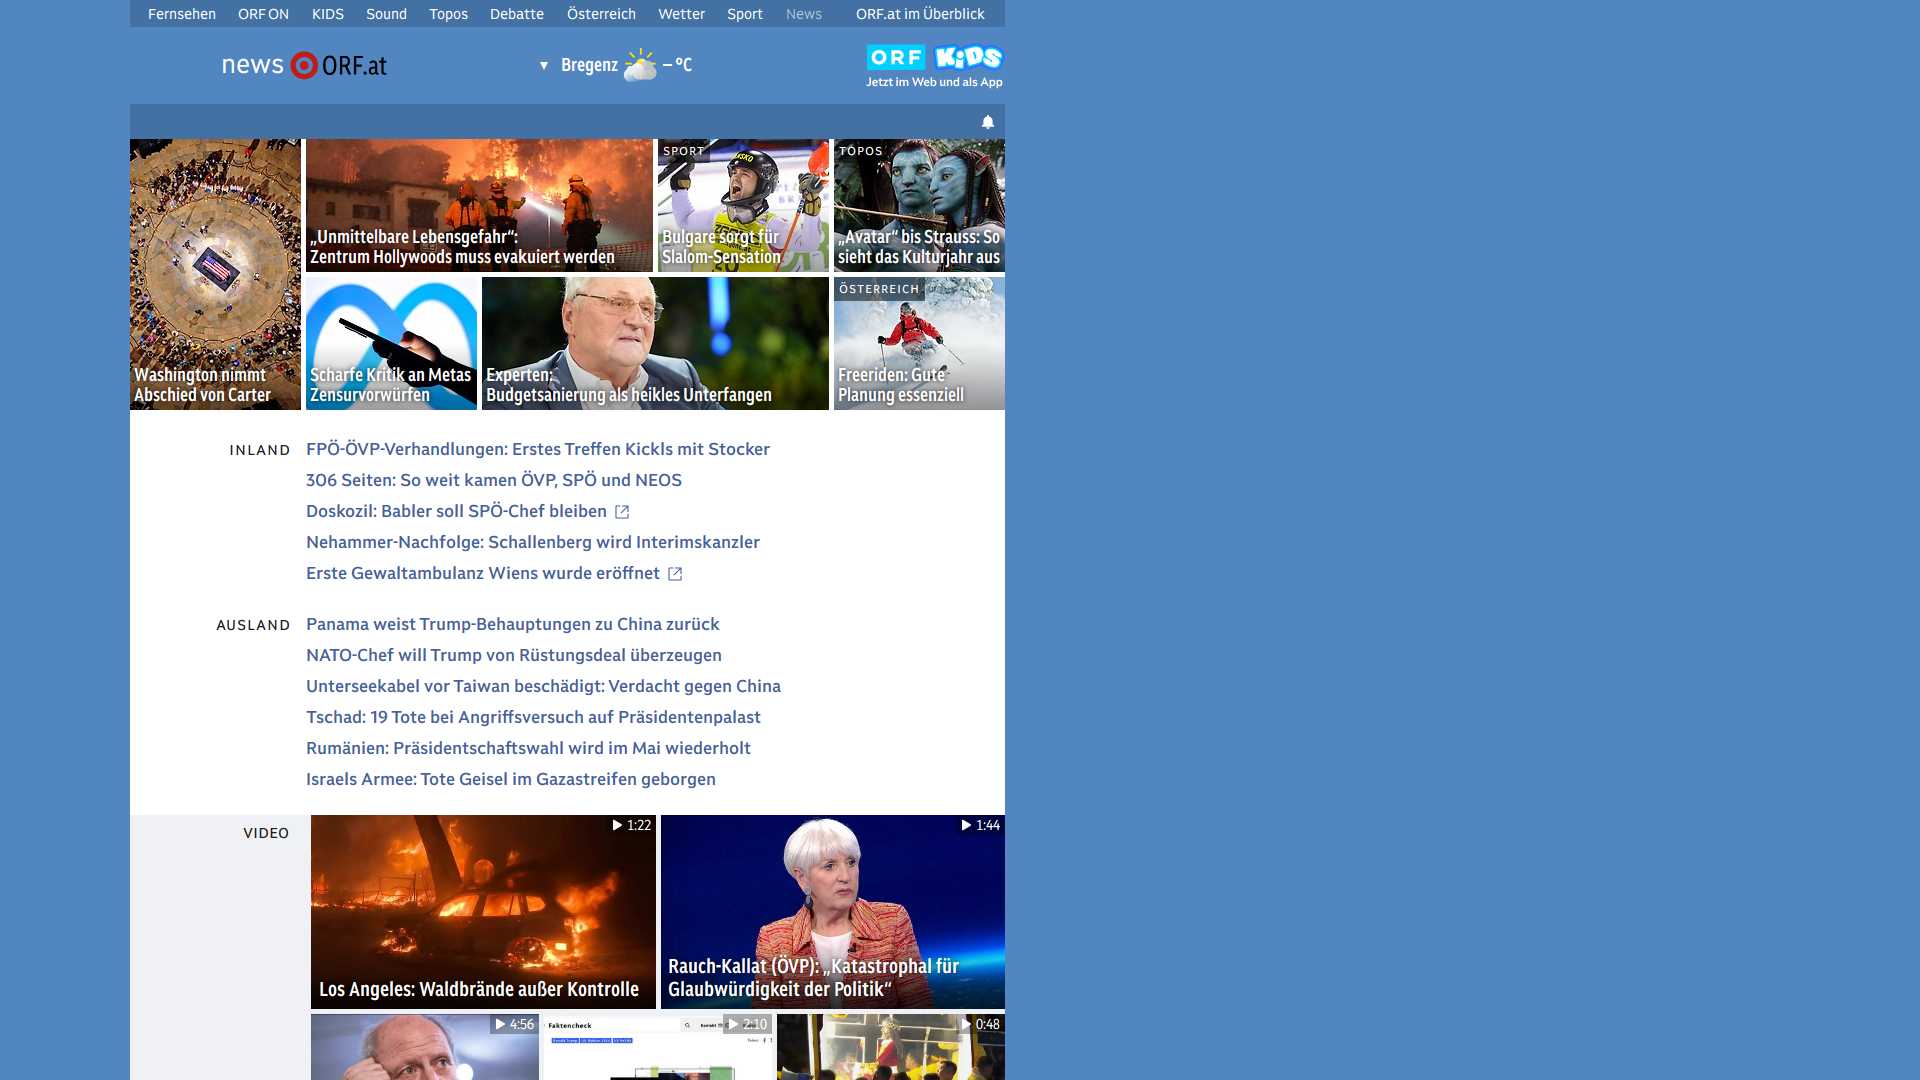 Fernsehen ORF ON KIDS Sound Topos Debatte Österreich Wetter Sport News ORF.at im Überblick
news ORF.at
▼ Bregenz – °C
ORF KiDS
Jetzt im Web und als App
Washington nimmt
Abschied von Carter
„Unmittelbare Lebensgefahr“:
Zentrum Hollywoods muss evakuiert werden
SPORT
Bulgare sorgt für
Slalom-Sensation
TOPOS
„Avatar“ bis Strauss: So
sieht das Kulturjahr aus
Scharfe Kritik an Metas
Zensurvorwürfen
Experten:
Budgetsanierung als heikles Unterfangen
ÖSTERREICH
Freeriden: Gute
Planung essenziell
INLAND
FPÖ-ÖVP-Verhandlungen: Erstes Treffen Kickls mit Stocker
306 Seiten: So weit kamen ÖVP, SPÖ und NEOS
Doskozil: Babler soll SPÖ-Chef bleiben
Nehammer-Nachfolge: Schallenberg wird Interimskanzler
Erste Gewaltambulanz Wiens wurde eröffnet
AUSLAND
Panama weist Trump-Behauptungen zu China zurück
NATO-Chef will Trump von Rüstungsdeal überzeugen
Unterseekabel vor Taiwan beschädigt: Verdacht gegen China
Tschad: 19 Tote bei Angriffsversuch auf Präsidentenpalast
Rumänien: Präsidentschaftswahl wird im Mai wiederholt
Israels Armee: Tote Geisel im Gazastreifen geborgen
VIDEO
1:22
Los Angeles: Waldbrände außer Kontrolle
1:44
Rauch-Kallat (ÖVP): „Katastrophal für
Glaubwürdigkeit der Politik“
4:56
Faktencheck
2:10
0:48